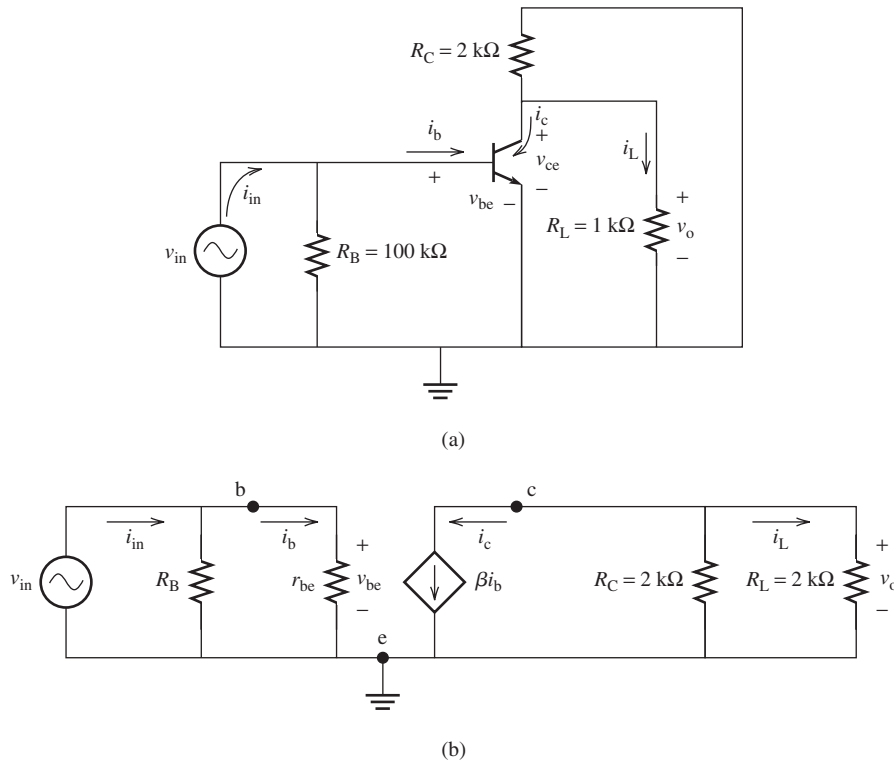 R_C = 2 kΩ
i_c
i_b
+
v_ce
i_L
+
i_in
v_be
−
−
+
v_in
R_B = 100 kΩ
R_L = 1 kΩ
v_o
−
(a)
b
c
i_in
i_b
+
i_c
i_L
+
v_in
R_B
r_be
v_be
βi_b
R_C = 2 kΩ
R_L = 2 kΩ
v_o
−
−
e
(b)